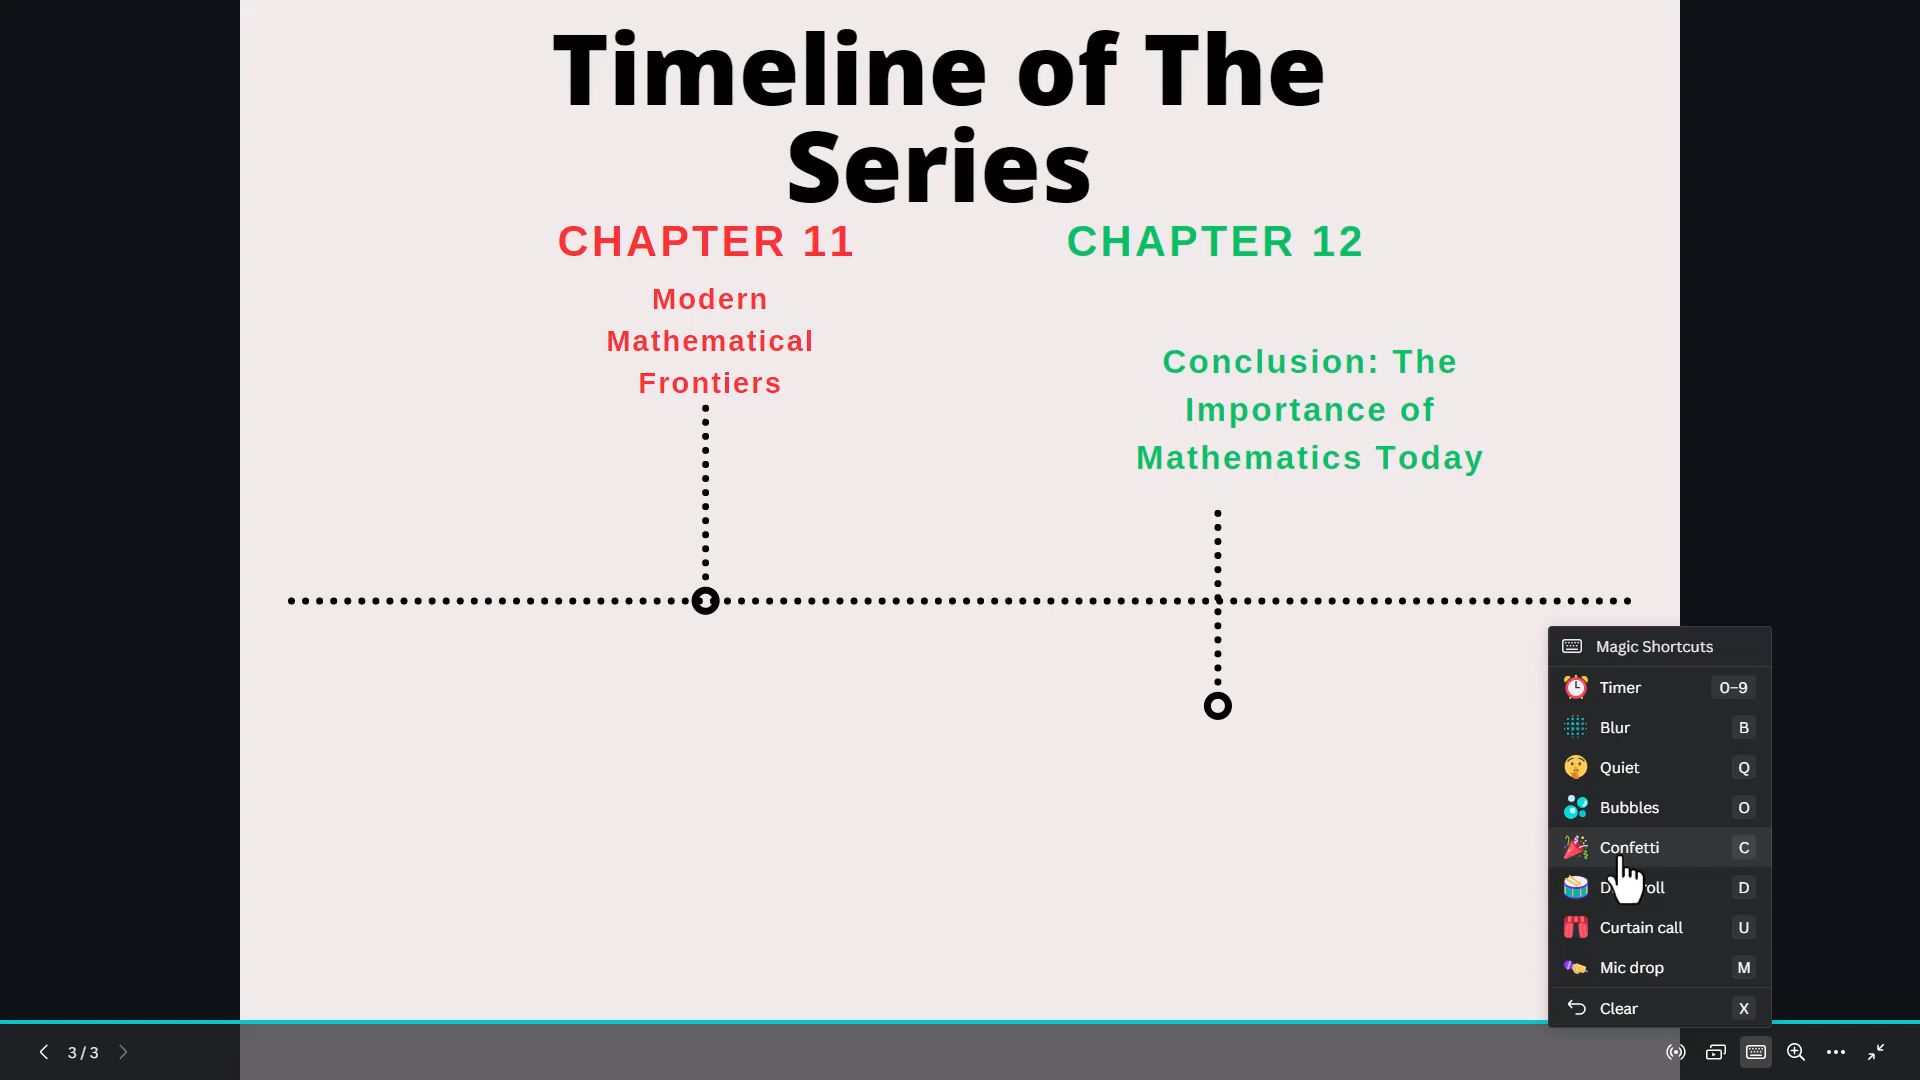 Timeline of The
Series
CHAPTER 11
Modern
Mathematical
Frontiers
CHAPTER 12
Conclusion: The
Importance of
Mathematics Today
Magic Shortcuts
Timer 0–9
Blur B
Quiet Q
Bubbles O
Confetti C
D
Curtain call U
Mic drop M
Clear X
3 / 3